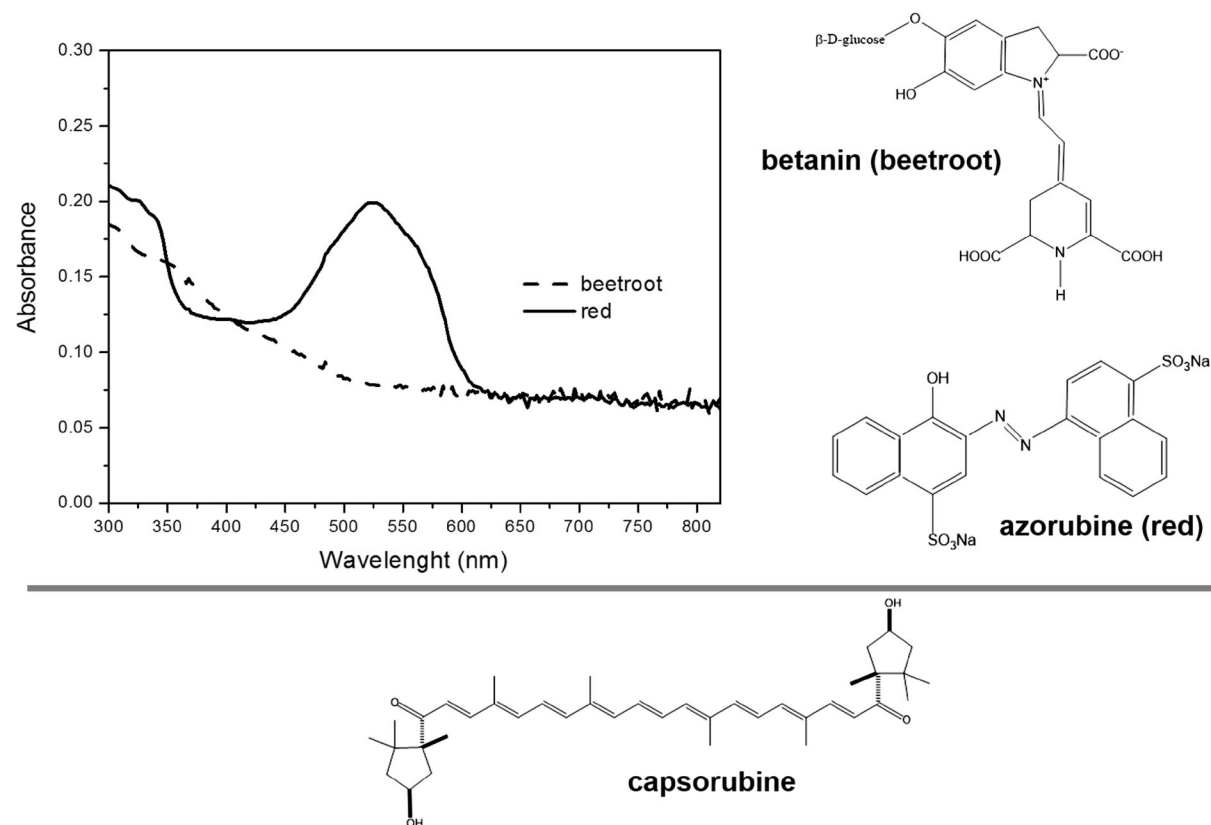 0.30
0.25
0.20
0.15
0.10
0.05
0.00
Absorbance
300 350 400 450 500 550 600 650 700 750 800
Wavelenght (nm)
beetroot
red
O
β-D-glucose
HO
N⁺
COO⁻
betanin (beetroot)
HOOC
N
COOH
H
OH
N
N
SO₃Na
SO₃Na
azorubine (red)
OH
O
O
OH
capsorubine